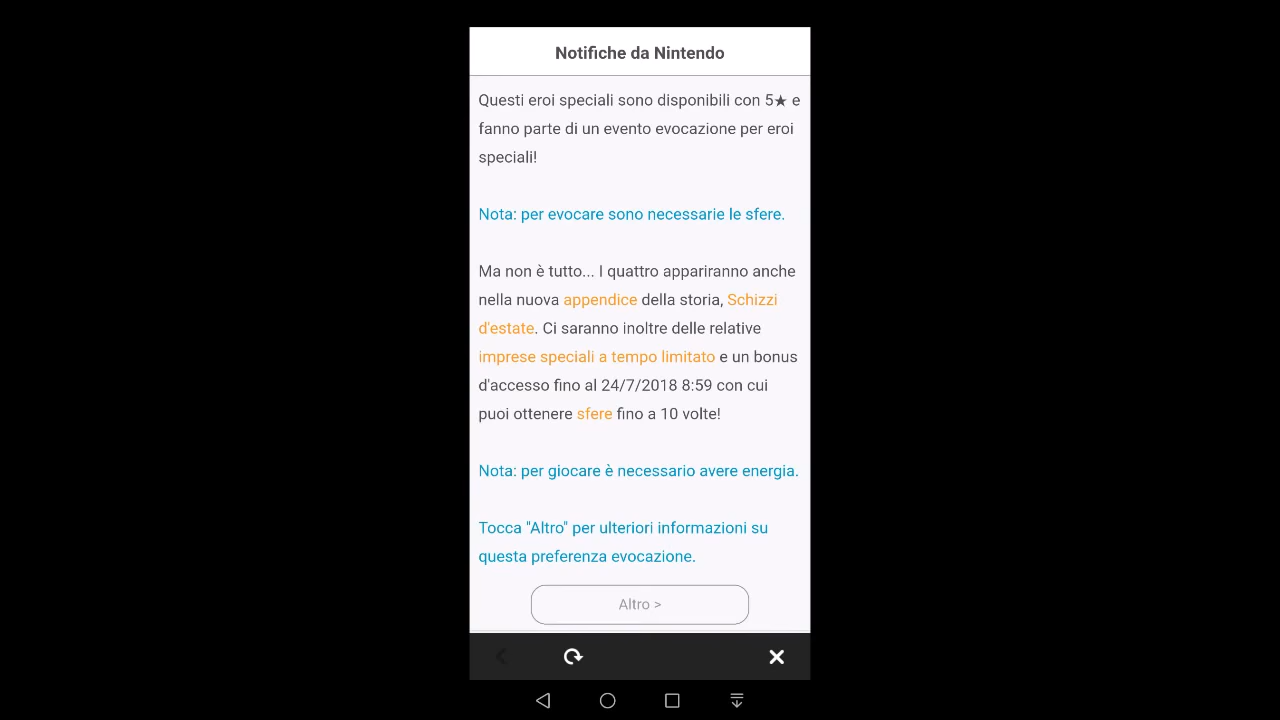 Notifiche da Nintendo
Questi eroi speciali sono disponibili con 5★ e
fanno parte di un evento evocazione per eroi
speciali!
Nota: per evocare sono necessarie le sfere.
Ma non è tutto... I quattro appariranno anche
nella nuova appendice della storia, Schizzi
d'estate. Ci saranno inoltre delle relative
imprese speciali a tempo limitato e un bonus
d'accesso fino al 24/7/2018 8:59 con cui
puoi ottenere sfere fino a 10 volte!
Nota: per giocare è necessario avere energia.
Tocca "Altro" per ulteriori informazioni su
questa preferenza evocazione.
Altro >